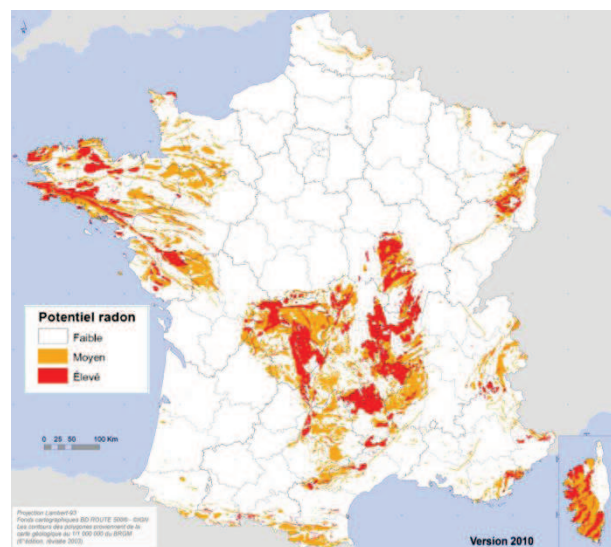 Potentiel radon
Faible
Moyen
Élevé
0 25 50 100 Km
Projection Lambert 93
Fonds cartographiques BD ROUTE 500® - ©IGN
Les contours des polygones proviennent de la
carte géologique au 1/1 000 000 du BRGM
Version 2010